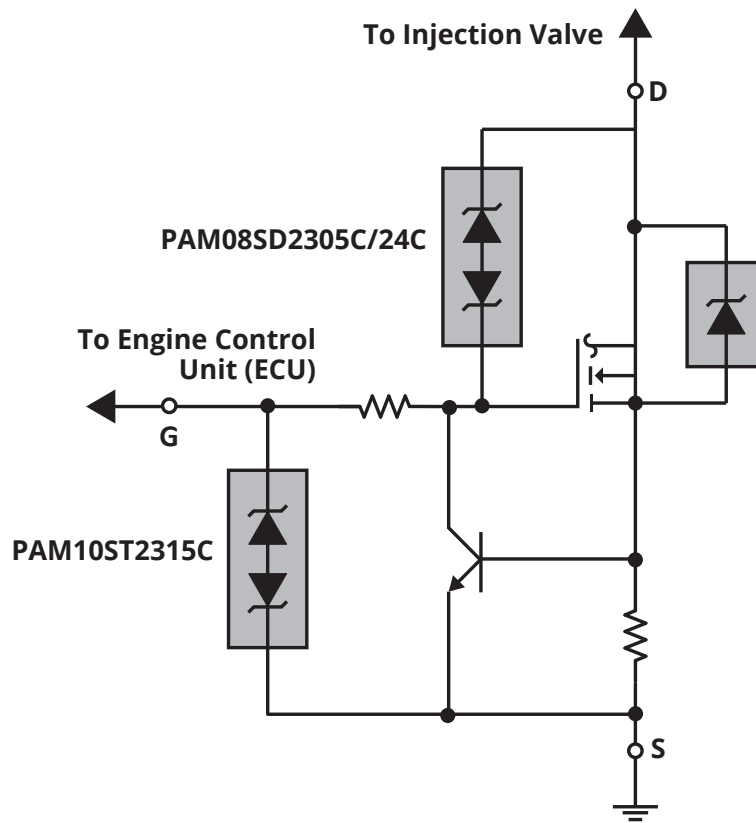 To Injection Valve
D
PAM08SD2305C/24C
To Engine Control
Unit (ECU)
G
PAM10ST2315C
S